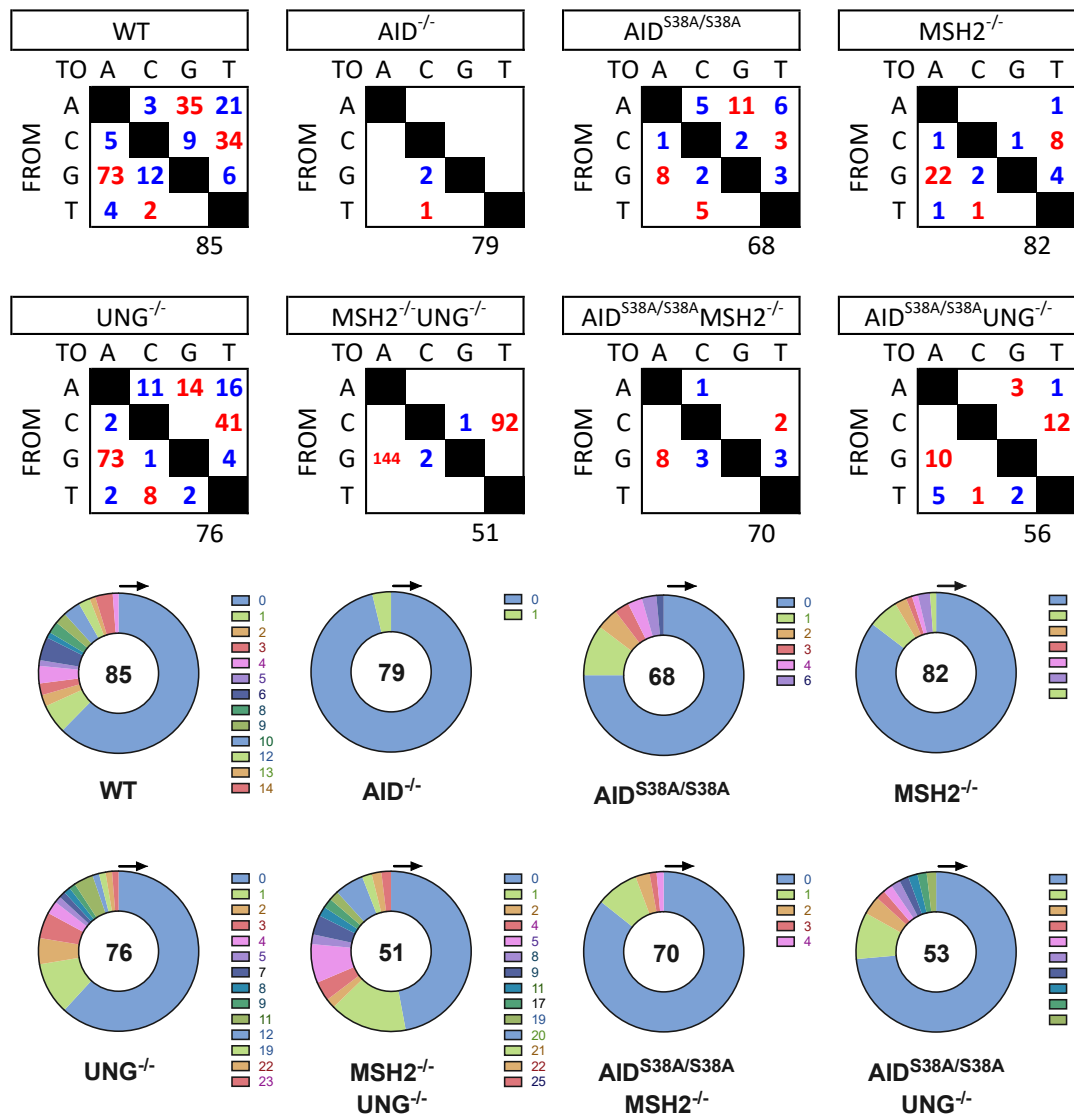 WT
AID-/-
AIDS38A/S38A
MSH2-/-
TO A C G T
TO A C G T
TO A C G T
TO A C G T
FROM
FROM
FROM
FROM
A 3 35 21
A
A 5 11 6
A 1
C 5 9 34
C
C 1 2 3
C 1 1 8
G 73 12 6
G 2
G 8 2 3
G 22 2 4
T 4 2
T 1
T 5
T 1 1
85
79
68
82
UNG-/-
MSH2-/-UNG-/-
AIDS38A/S38AMSH2-/-
AIDS38A/S38AUNG-/-
TO A C G T
TO A C G T
TO A C G T
TO A C G T
FROM
FROM
FROM
FROM
A 11 14 16
A
A 1
A 3 1
C 2 41
C 1 92
C 2
C 12
G 73 1 4
G 144 2
G 8 3 3
G 10
T 2 8 2
T
T
T 5 1 2
76
51
70
56
85
0
1
2
3
4
5
6
8
9
10
12
13
14
WT
79
0
1
AID-/-
68
0
1
2
3
4
6
AIDS38A/S38A
82
MSH2-/-
76
0
1
2
3
4
5
7
8
9
11
12
19
22
23
UNG-/-
51
0
1
2
4
5
8
9
11
17
19
20
21
22
25
MSH2-/-
UNG-/-
70
0
1
2
3
4
AIDS38A/S38A
MSH2-/-
53
AIDS38A/S38A
UNG-/-